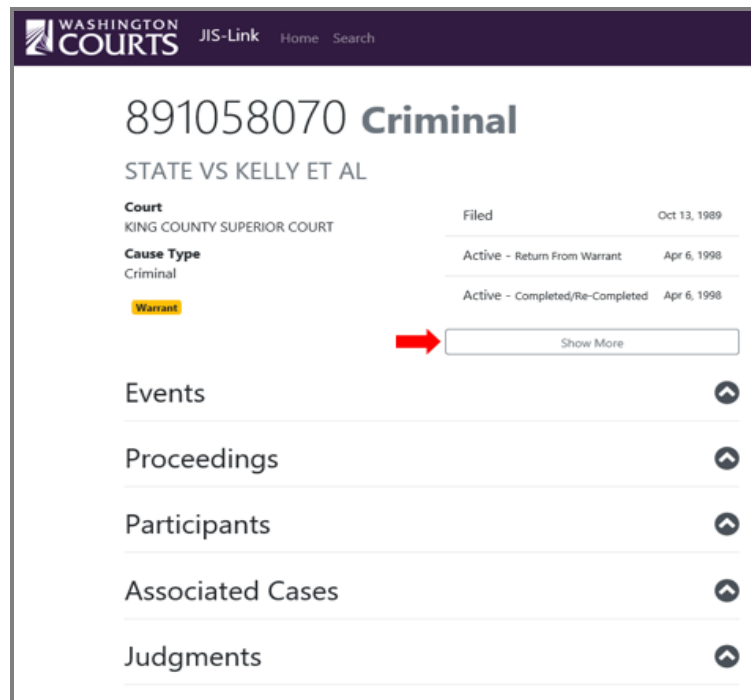 WASHINGTON
COURTS
JIS-Link Home Search
891058070 Criminal
STATE VS KELLY ET AL
Court
KING COUNTY SUPERIOR COURT
Cause Type
Criminal
Warrant
Filed Oct 13, 1989
Active - Return From Warrant Apr 6, 1998
Active - Completed/Re-Completed Apr 6, 1998
Show More
Events
Proceedings
Participants
Associated Cases
Judgments